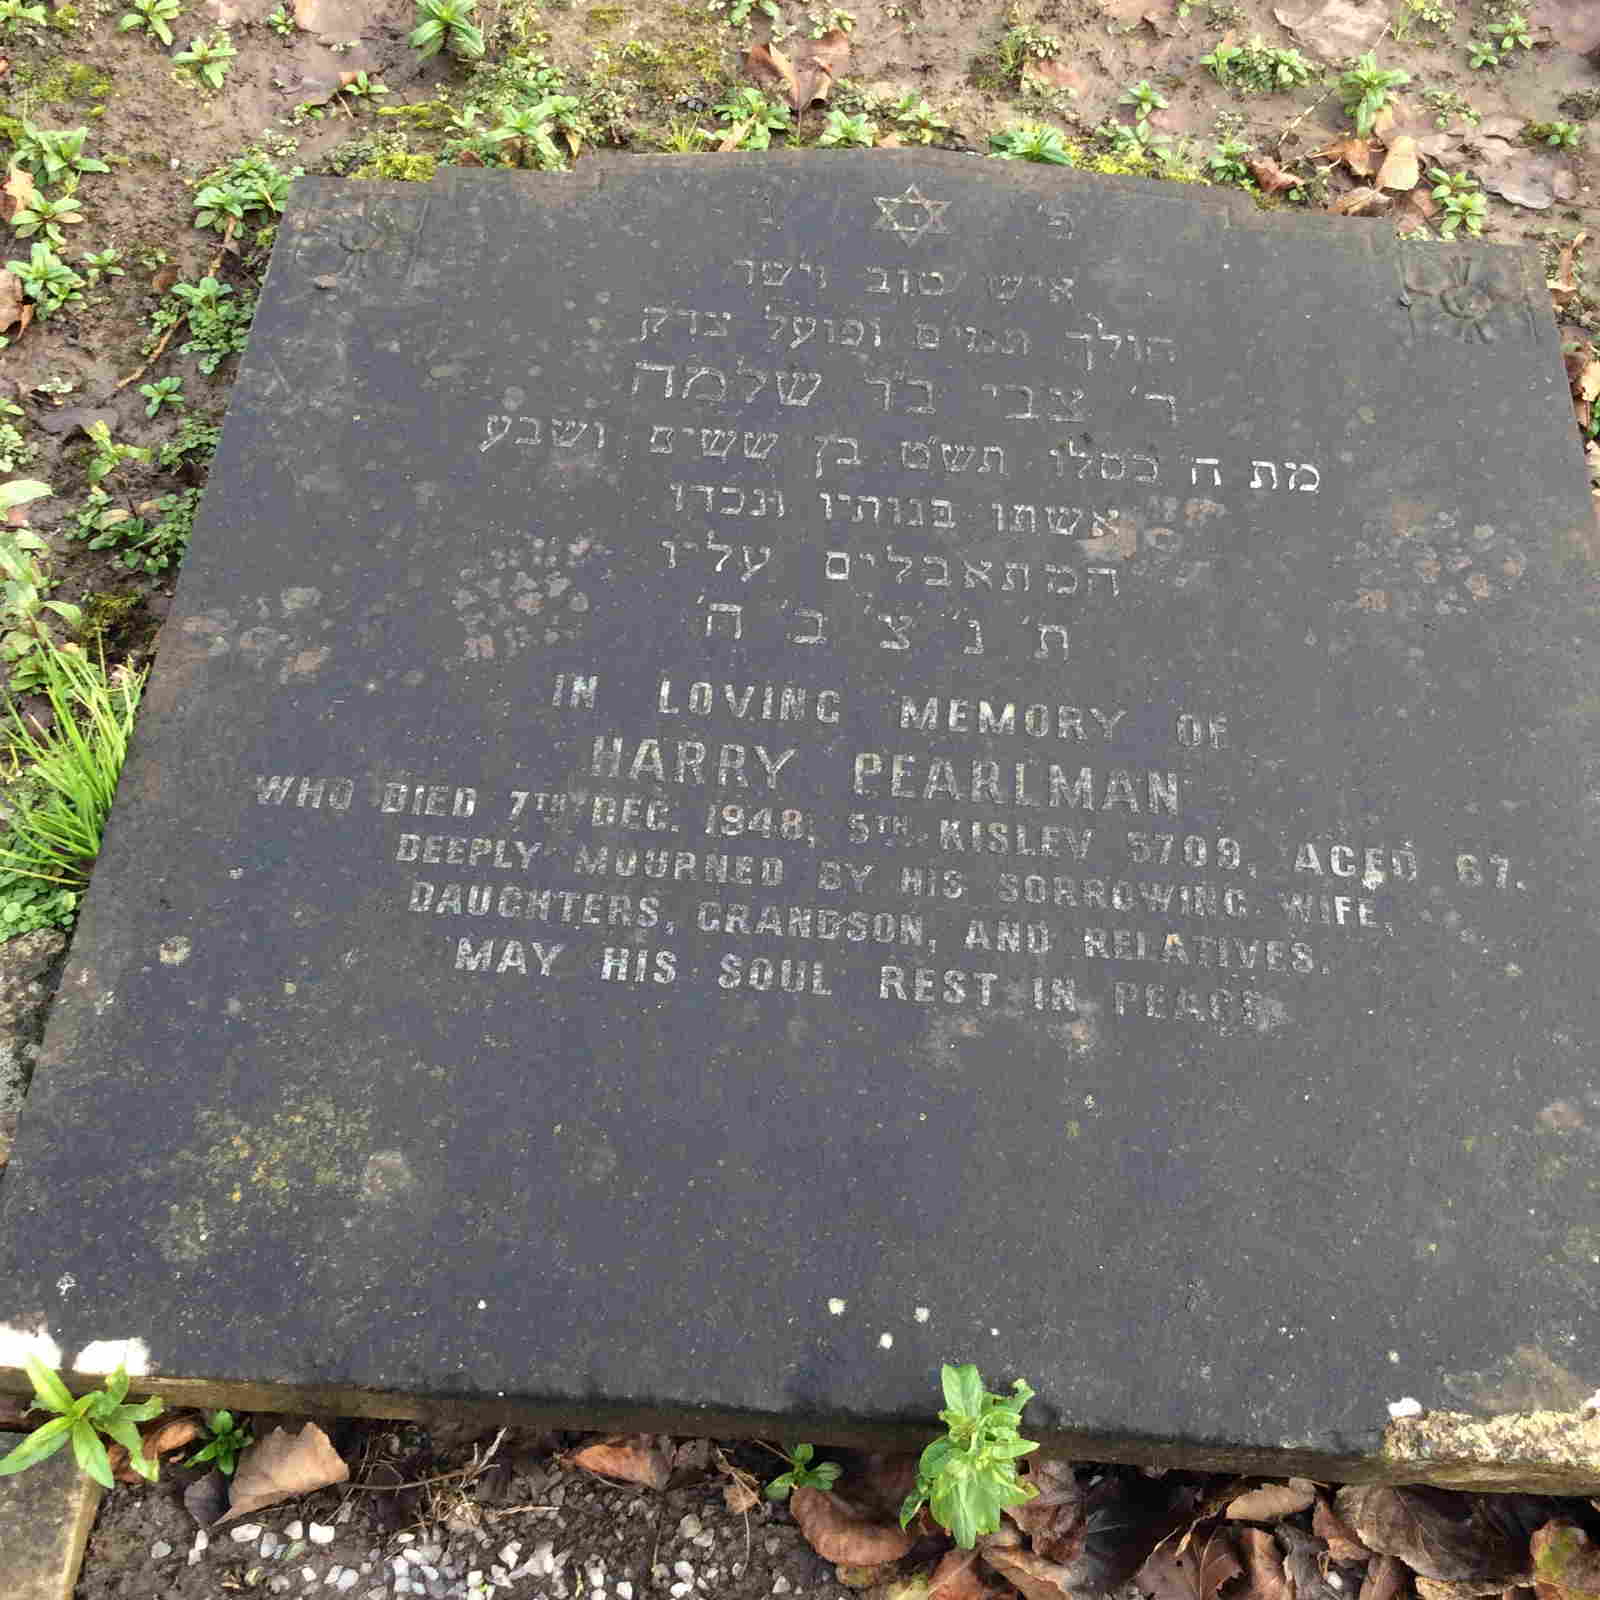 פ' נ'
איש טוב וישר
הולך תמים ופועל צדק
ר' צבי בר שלמה
מת ה' כסלו תש"ט בן ששים ושבע
אשתו בנותיו ונכדו
המתאבלים עליו
ת' נ' צ' ב' ה'
IN LOVING MEMORY OF
HARRY PEARLMAN
WHO DIED 7TH DEC. 1948, 5TH KISLEV 5709, AGED 67.
DEEPLY MOURNED BY HIS SORROWING WIFE,
DAUGHTERS, GRANDSON, AND RELATIVES.
MAY HIS SOUL REST IN PEACE